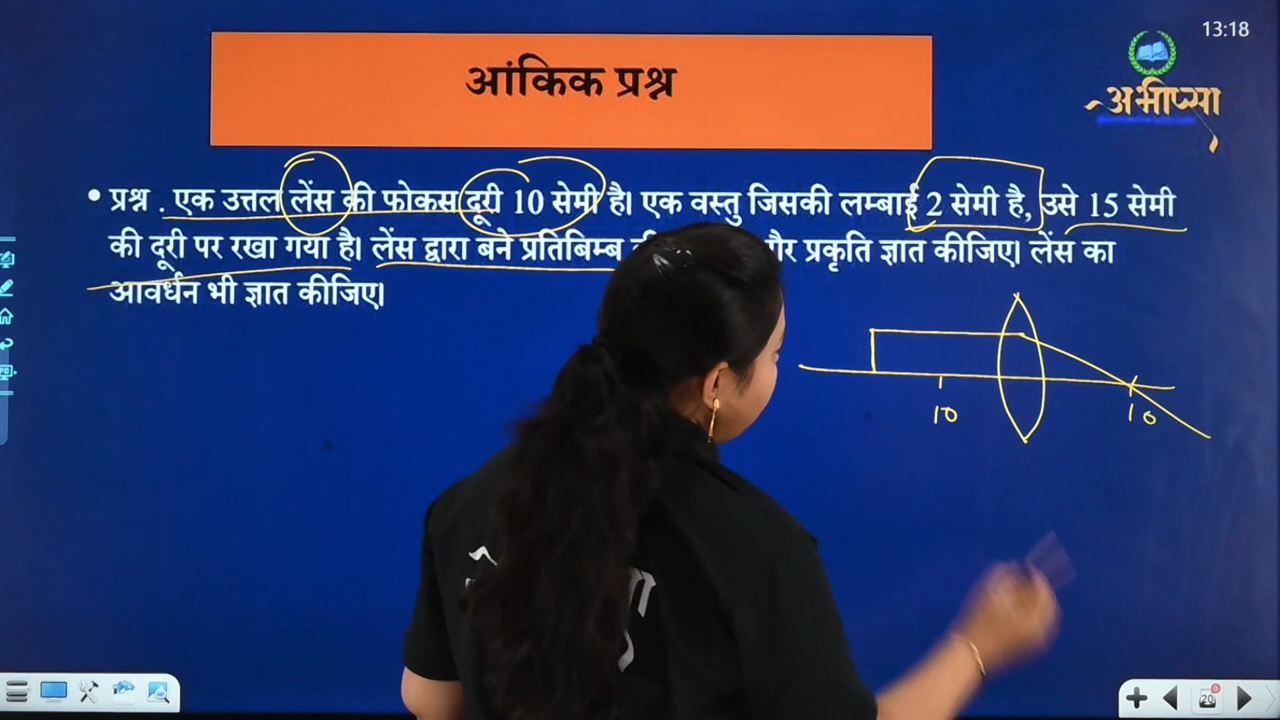 13:18
आंकिक प्रश्न
अभीप्सा
• प्रश्न . एक उत्तल लेंस की फोकस दूरी 10 सेमी है। एक वस्तु जिसकी लम्बाई 2 सेमी है, उसे 15 सेमी
की दूरी पर रखा गया है। लेंस द्वारा बने प्रतिबिम्ब प्रकृति ज्ञात कीजिए। लेंस का
आवर्धन भी ज्ञात कीजिए।
10 10
20